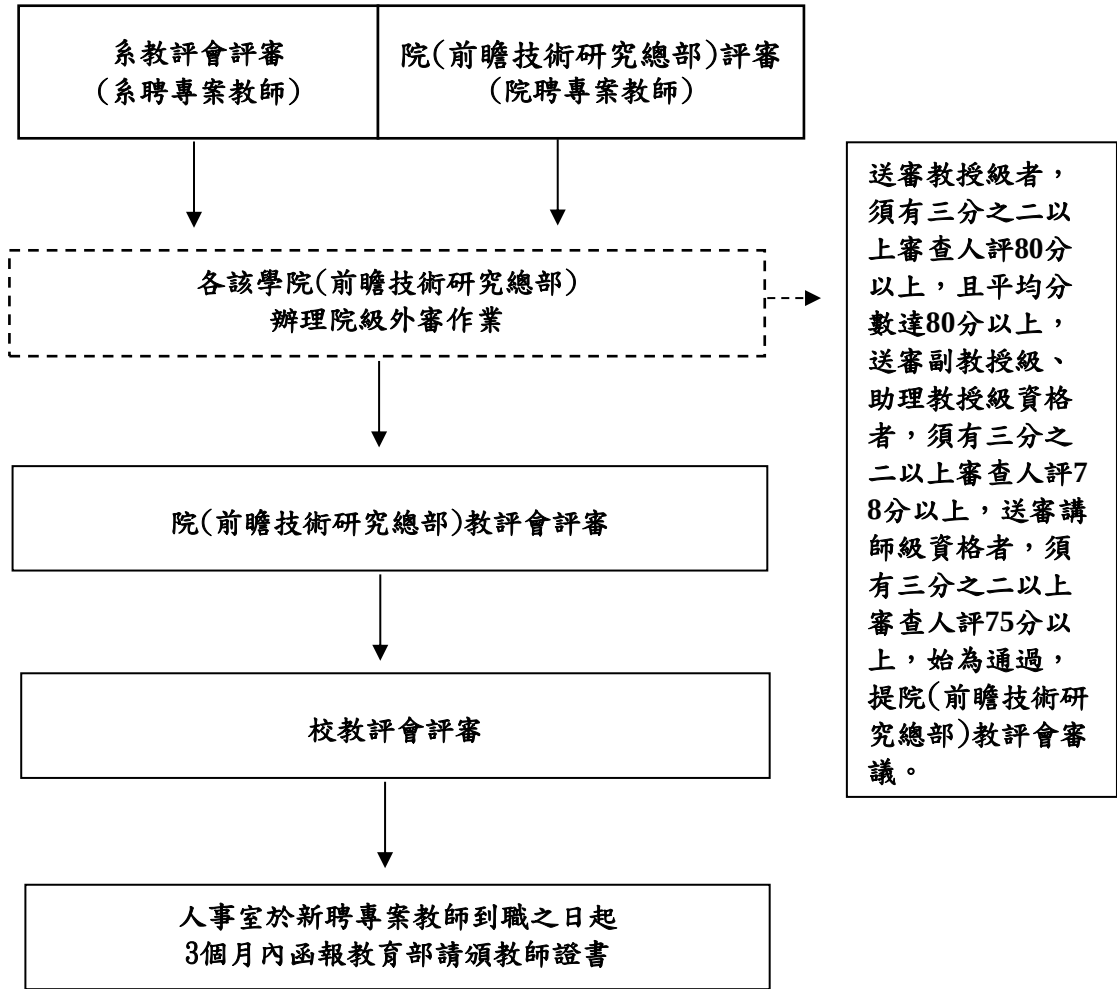 系教評會評審
(系聘專案教師)
院(前瞻技術研究總部)評審
(院聘專案教師)
各該學院(前瞻技術研究總部)
辦理院級外審作業
送審教授級者，
須有三分之二以
上審查人評80分
以上，且平均分
數達80分以上，
送審副教授級、
助理教授級資格
者，須有三分之
二以上審查人評7
8分以上，送審講
師級資格者，須
有三分之二以上
審查人評75分以
上，始為通過，
提院(前瞻技術研
究總部)教評會審
議。
院(前瞻技術研究總部)教評會評審
校教評會評審
人事室於新聘專案教師到職之日起
3個月內函報教育部請頒教師證書